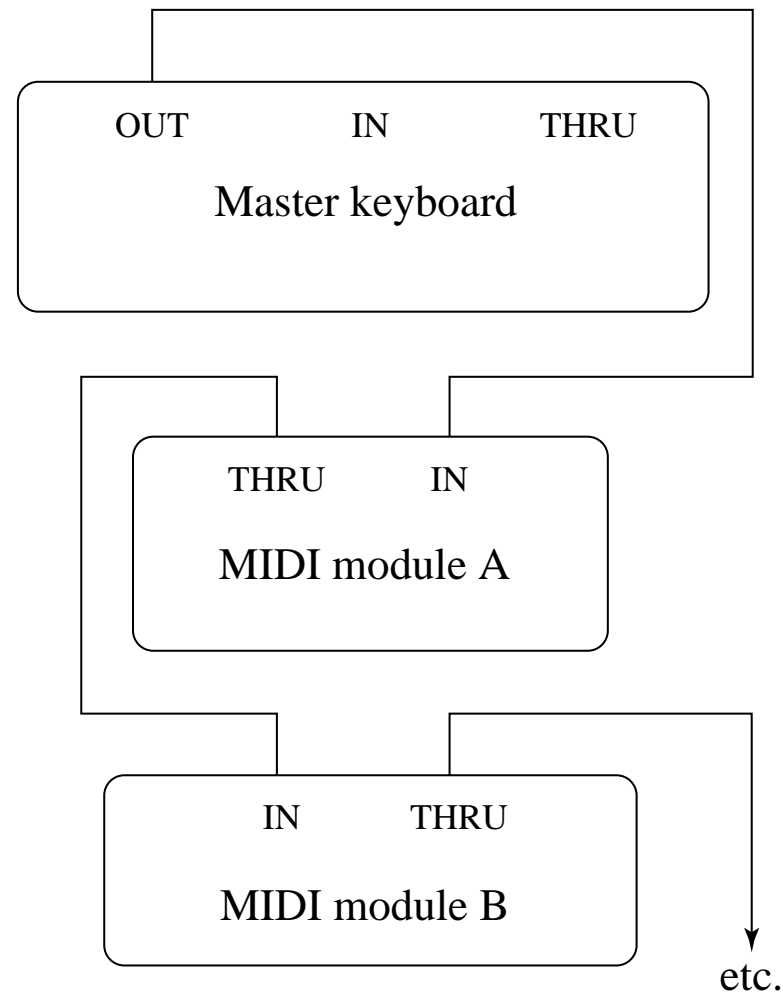 OUT IN THRU
Master keyboard
THRU IN
MIDI module A
IN THRU
MIDI module B
etc.